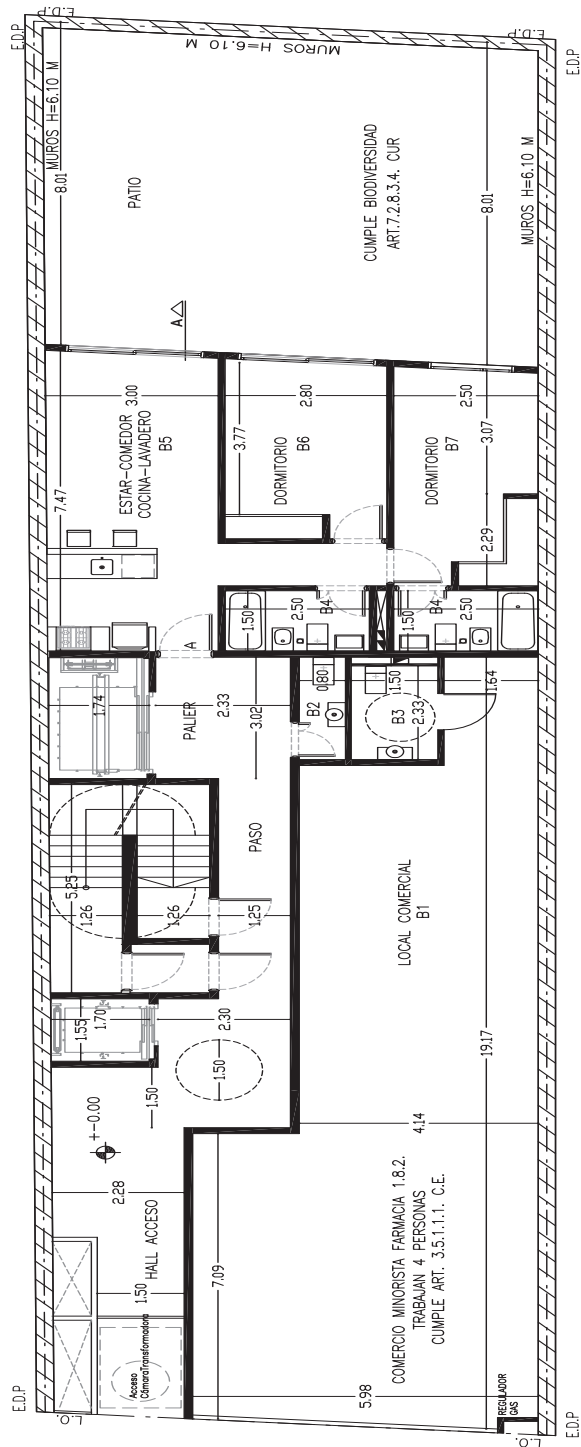 E.D.P
E.D.P
E.D.P
MUROS H=6.10 M
MUROS H=6.10 M
8.01
PATIO
CUMPLE BIODIVERSIDAD
ART.7.2.8.3.4. CUR
8.01
MUROS H=6.10 M
E.D.P
E.D.P
A
7.47
3.00
ESTAR-COMEDOR
COCINA-LAVADERO
B5
3.77
2.80
DORMITORIO
B6
2.50
3.07
DORMITORIO
B7
2.29
1.50
2.50
B4
1.50
B4
2.50
A
1.74
PALIER
2.33
3.02
0.80
B2
1.50
B3
2.33
1.64
PASO
5.25
1.26
1.26
1.25
LOCAL COMERCIAL
B1
1.55
1.70
2.30
1.50
1.50
19.17
+-0.00
4.14
2.28
HALL ACCESO
7.09
1.50
Acceso
CámaraTransformadora
COMERCIO MINORISTA FARMACIA 1.8.2.
TRABAJAN 4 PERSONAS
CUMPLE ART. 3.5.1.1.1. C.E.
5.98
REGULADOR
GAS
E.D.P
L.O.
L.O.
E.D.P